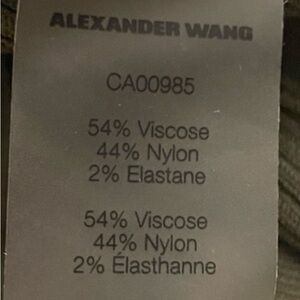 ALEXANDER WANG
CA00985
54% Viscose
44% Nylon
2% Elastane
54% Viscose
44% Nylon
2% Élasthanne